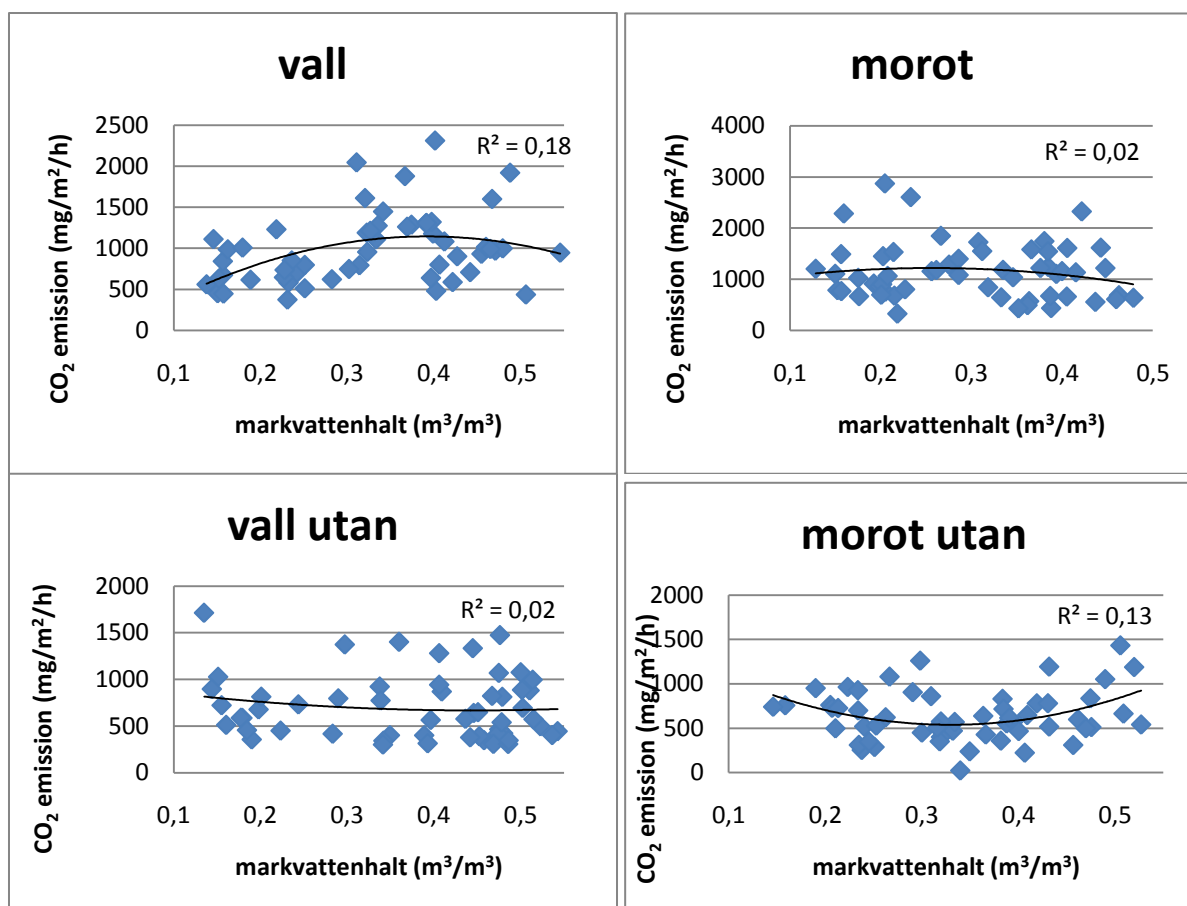 vall
CO₂ emission (mg/m²/h)
2500
2000
1500
1000
500
0
R² = 0,18
0,1 0,2 0,3 0,4 0,5
markvattenhalt (m³/m³)
morot
CO₂ emission (mg/m²/h)
4000
3000
2000
1000
0
R² = 0,02
0,1 0,2 0,3 0,4 0,5
markvattenhalt (m³/m³)
vall utan
CO₂ emission (mg/m²/h)
2000
1500
1000
500
0
R² = 0,02
0,1 0,2 0,3 0,4 0,5
markvattenhalt (m³/m³)
morot utan
CO₂ emission (mg/m²/h)
2000
1500
1000
500
0
R² = 0,13
0,1 0,2 0,3 0,4 0,5
markvattenhalt (m³/m³)